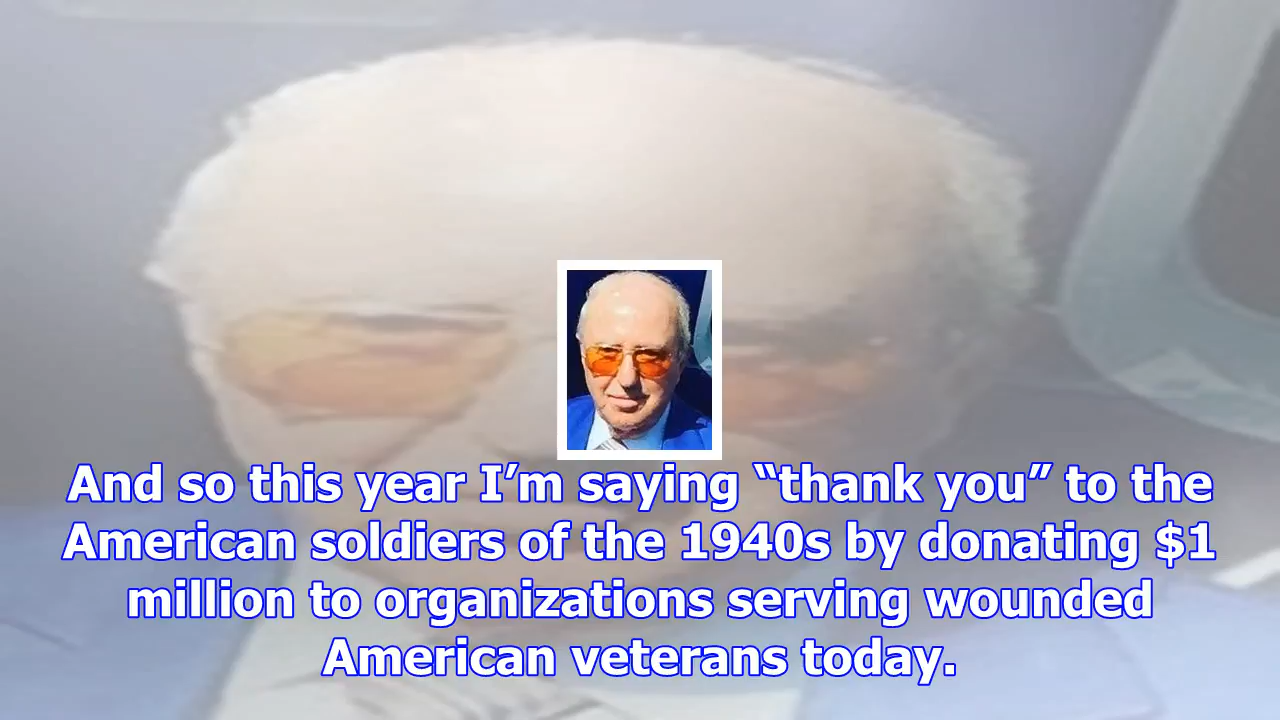 And so this year I’m saying “thank you” to the
American soldiers of the 1940s by donating $1
million to organizations serving wounded
American veterans today.